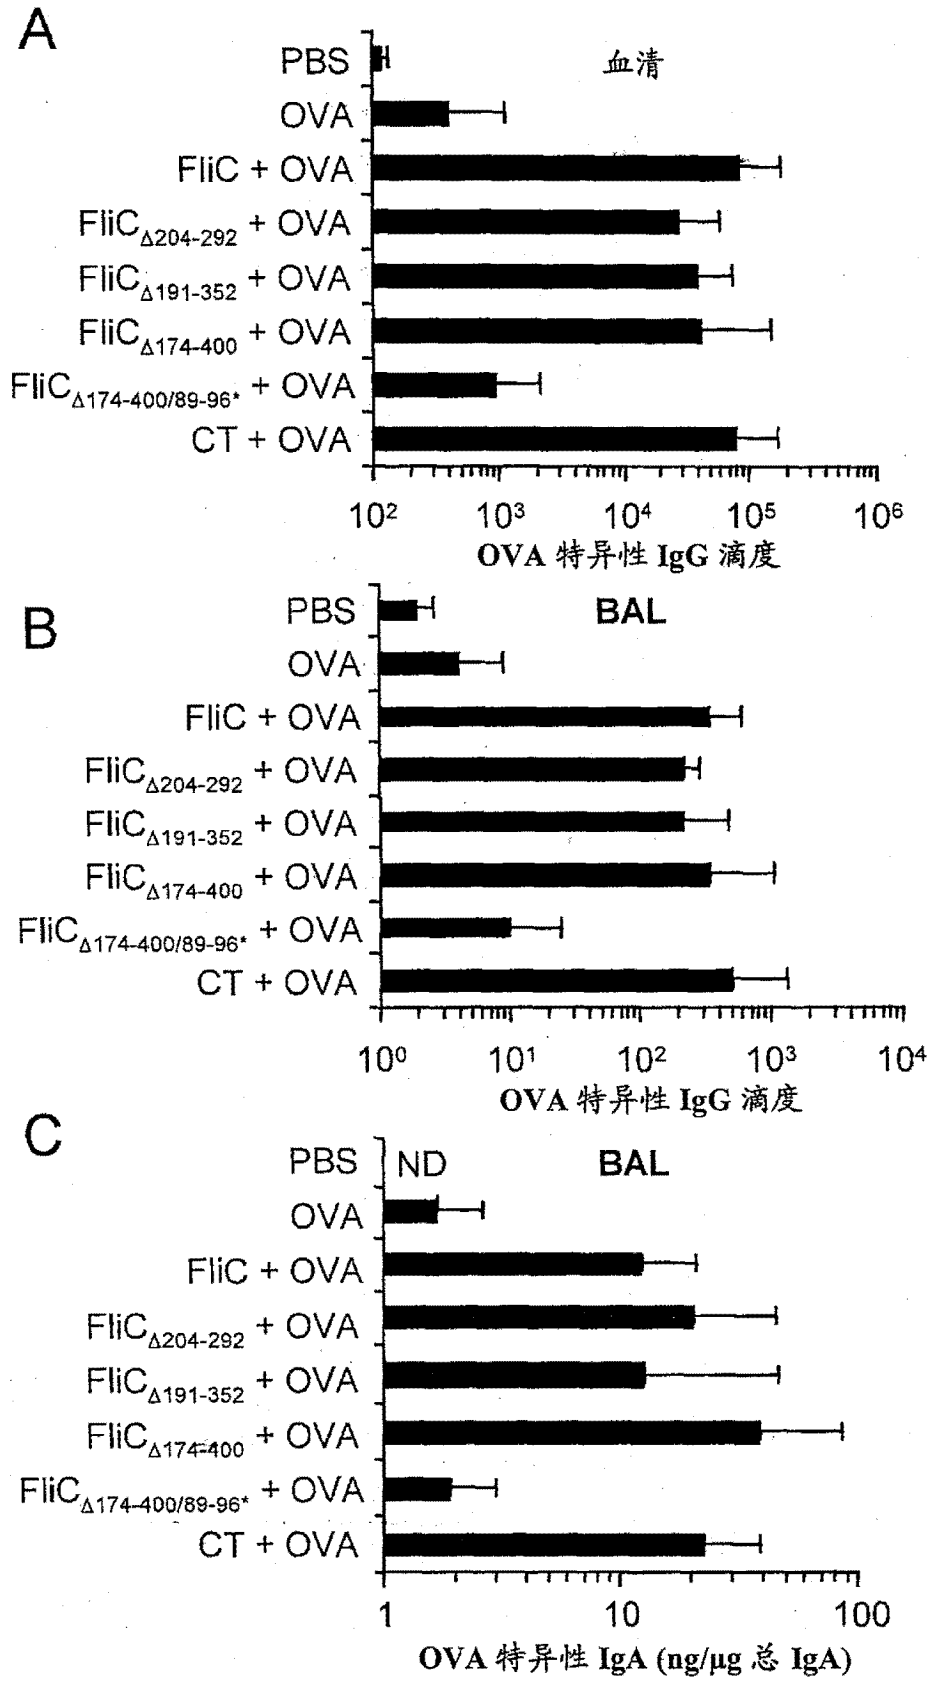 A
PBS
血清
OVA
FliC + OVA
FliCΔ204-292 + OVA
FliCΔ191-352 + OVA
FliCΔ174-400 + OVA
FliCΔ174-400/89-96* + OVA
CT + OVA
10² 10³ 10⁴ 10⁵ 10⁶
OVA 特异性 IgG 滴度
B
PBS
BAL
OVA
FliC + OVA
FliCΔ204-292 + OVA
FliCΔ191-352 + OVA
FliCΔ174-400 + OVA
FliCΔ174-400/89-96* + OVA
CT + OVA
10⁰ 10¹ 10² 10³ 10⁴
OVA 特异性 IgG 滴度
C
PBS ND BAL
OVA
FliC + OVA
FliCΔ204-292 + OVA
FliCΔ191-352 + OVA
FliCΔ174-400 + OVA
FliCΔ174-400/89-96* + OVA
CT + OVA
1 10 100
OVA 特异性 IgA (ng/μg 总 IgA)